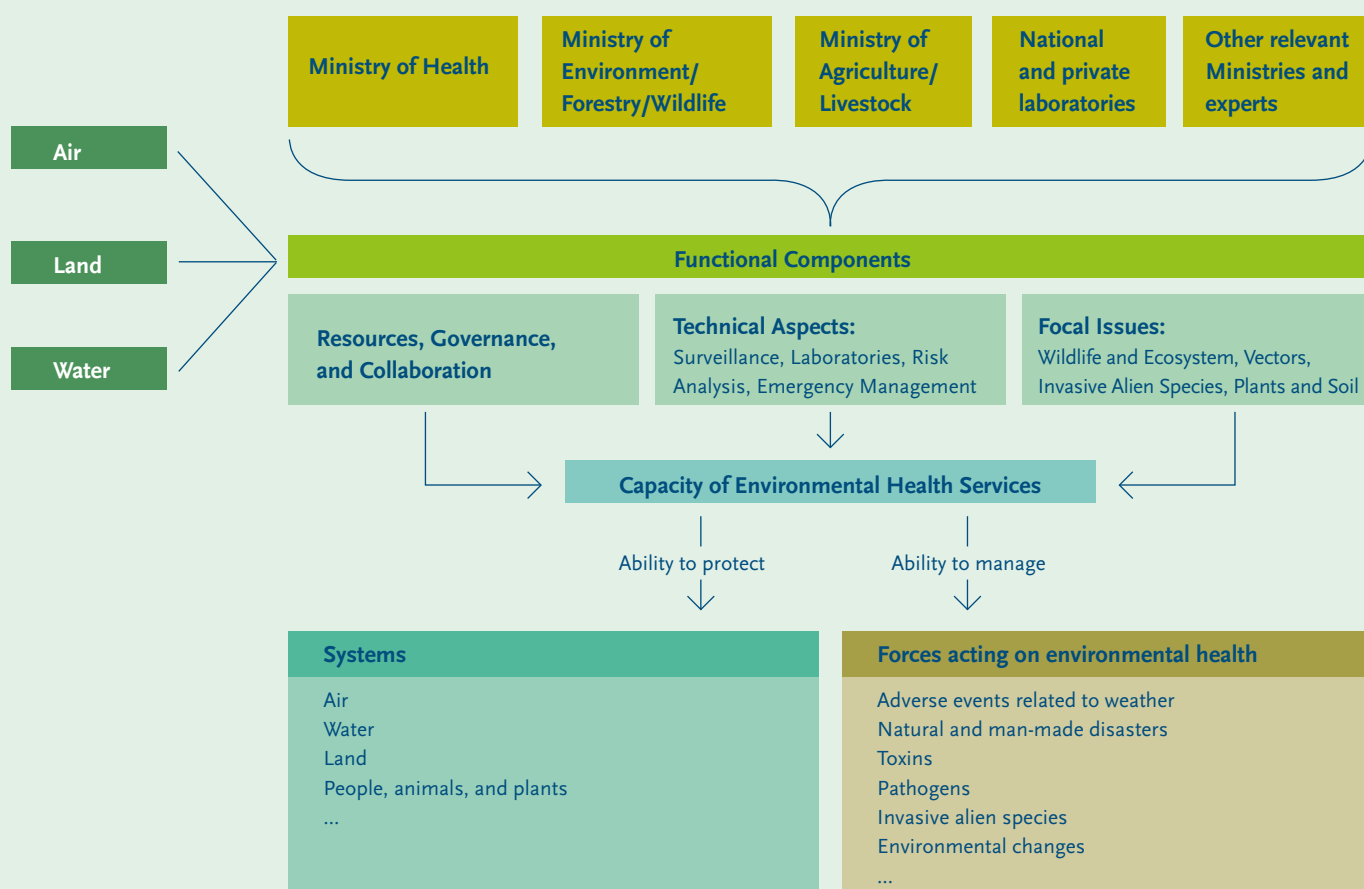 Ministry of Health
Ministry of
Environment/
Forestry/Wildlife
Ministry of
Agriculture/
Livestock
National
and private
laboratories
Other relevant
Ministries and
experts
Air
Land
Water
Functional Components
Resources, Governance,
and Collaboration
Technical Aspects:
Surveillance, Laboratories, Risk
Analysis, Emergency Management
Focal Issues:
Wildlife and Ecosystem, Vectors,
Invasive Alien Species, Plants and Soil
Capacity of Environmental Health Services
Ability to protect
Ability to manage
Systems
Air
Water
Land
People, animals, and plants
...
Forces acting on environmental health
Adverse events related to weather
Natural and man-made disasters
Toxins
Pathogens
Invasive alien species
Environmental changes
...